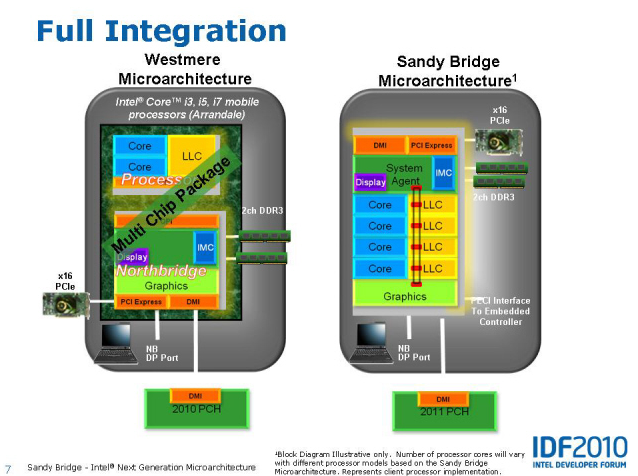 Full Integration
Westmere
Microarchitecture
Intel® Core™ i3, i5, i7 mobile
processors (Arrandale)
Core
Core
LLC
Processor
Multi Chip Package
2ch DDR3
IMC
Display
Northbridge
Graphics
x16
PCIe
PCI Express
DMI
NB
DP Port
DMI
2010 PCH
Sandy Bridge
Microarchitecture¹
x16
PCIe
DMI
PCI Express
System
Agent
IMC
Display
2ch DDR3
Core
LLC
Core
LLC
Core
LLC
Core
LLC
Graphics
PECI Interface
To Embedded
Controller
NB
DP Port
DMI
2011 PCH
7
Sandy Bridge - Intel® Next Generation Microarchitecture
¹Block Diagram Illustrative only. Number of processor cores will vary
with different processor models based on the Sandy Bridge
Microarchitecture. Represents client processor implementation.
IDF2010
INTEL DEVELOPER FORUM